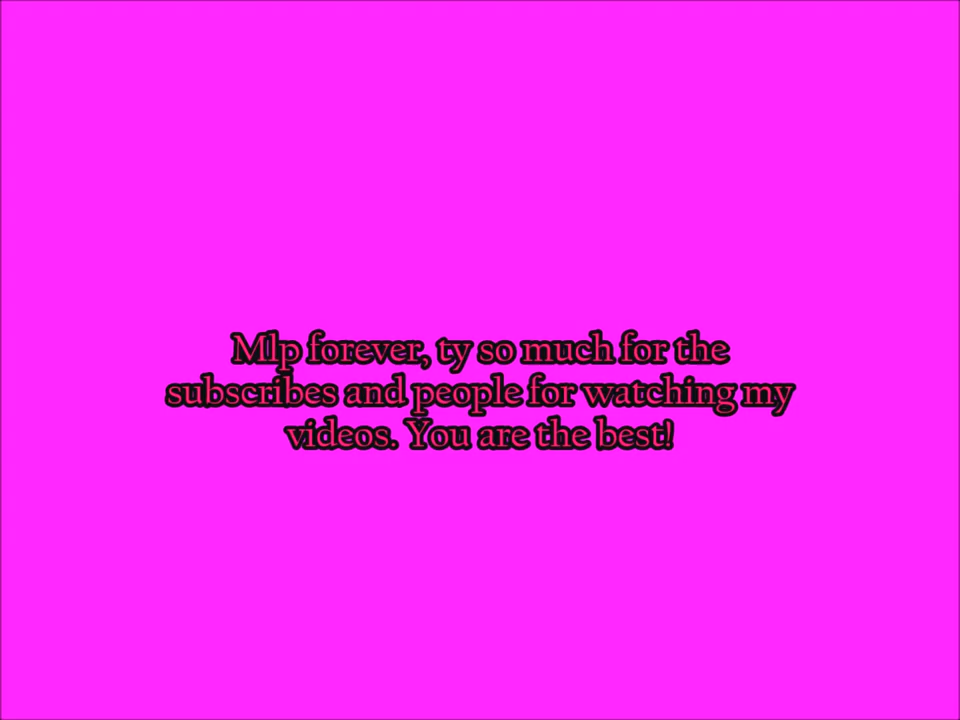 Mlp forever, ty so much for the
subscribes and people for watching my
videos. You are the best!